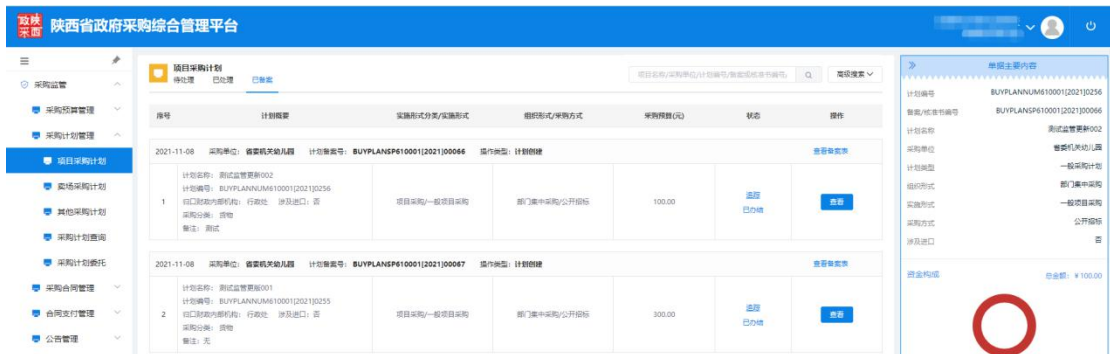 政陕
采西
陕西省政府采购综合管理平台
采购监管
采购预算管理
采购计划管理
项目采购计划
卖场采购计划
其他采购计划
采购计划查询
采购计划委托
采购合同管理
合同支付管理
公告管理
项目采购计划
待处理 已处理 已备案
项目名称/采购单位/计划编号/备案或核准书编号, 高级搜索
序号 计划概要 实施形式分类/实施形式 组织形式/采购方式 采购预算(元) 状态 操作
2021-11-08 采购单位: 省委机关幼儿园 计划备案号: BUYPLANSP610001[2021]00066 操作类型: 计划创建 查看备案表
1
计划名称: 测试监管更新002
计划编号: BUYPLANNUM610001[2021]0256
归口财政内部机构: 行政处 涉及进口: 否
采购分类: 货物
备注: 测试
项目采购/一般项目采购 部门集中采购/公开招标 100.00
追踪
已办结
查看
2021-11-08 采购单位: 省委机关幼儿园 计划备案号: BUYPLANSP610001[2021]00067 操作类型: 计划创建 查看备案表
2
计划名称: 测试监管更新001
计划编号: BUYPLANNUM610001[2021]0255
归口财政内部机构: 行政处 涉及进口: 否
采购分类: 货物
备注: 无
项目采购/一般项目采购 部门集中采购/公开招标 300.00
追踪
已办结
查看
单据主要内容
计划编号 BUYPLANNUM610001[2021]0256
备案/核准书编号 BUYPLANSP610001[2021]00066
计划名称 测试监管更新002
采购单位 省委机关幼儿园
计划类型 一般采购计划
组织形式 部门集中采购
实施形式 一般项目采购
采购方式 公开招标
涉及进口 否
资金构成 总金额: ¥100.00